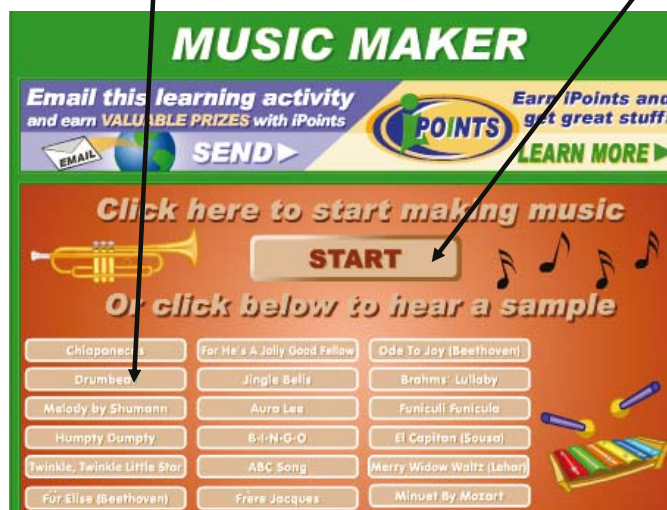 MUSIC MAKER
Email this learning activity
and earn VALUABLE PRIZES with iPoints
EMAIL
SEND
iPOINTS
Earn iPoints and
get great stuff!
LEARN MORE
Click here to start making music
START
Or click below to hear a sample
Chiapanecas
For He's A Jolly Good Fellow
Ode To Joy (Beethoven)
Drumbeat
Jingle Bells
Brahms' Lullaby
Melody by Shumann
Aura Lee
Funiculi Funicula
Humpty Dumpty
B-I-N-G-O
El Capitan (Sousa)
Twinkle, Twinkle Little Star
ABC Song
Merry Widow Waltz (Lehar)
Für Elise (Beethoven)
Frère Jacques
Minuet By Mozart